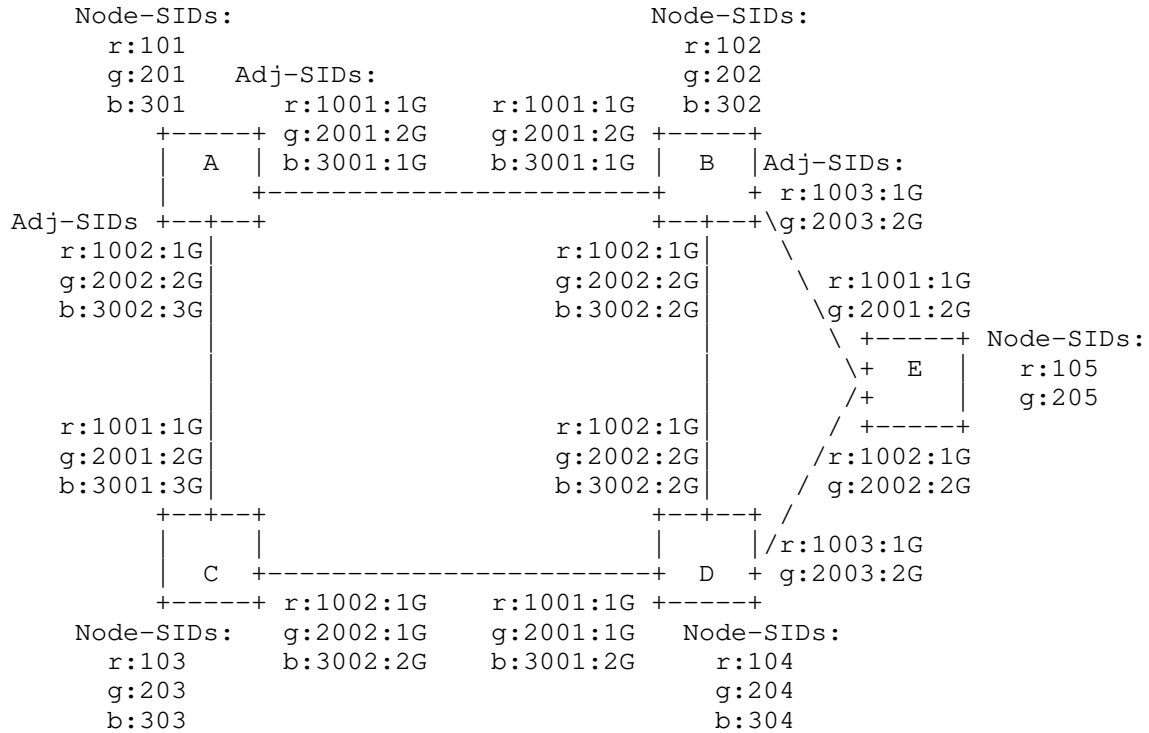 Node-SIDs: Node-SIDs:
r:101 r:102
g:201 Adj-SIDs: g:202
b:301 r:1001:1G r:1001:1G b:302
g:2001:2G g:2001:2G
A b:3001:1G b:3001:1G B Adj-SIDs:
r:1003:1G
Adj-SIDs g:2003:2G
r:1002:1G r:1002:1G
g:2002:2G g:2002:2G r:1001:1G
b:3002:3G b:3002:2G g:2001:2G
Node-SIDs:
E r:105
g:205
r:1001:1G r:1002:1G
g:2001:2G g:2002:2G r:1002:1G
b:3001:3G b:3002:2G g:2002:2G
r:1003:1G
C D g:2003:2G
r:1002:1G r:1001:1G
Node-SIDs: g:2002:1G g:2001:1G Node-SIDs:
r:103 b:3002:2G b:3001:2G r:104
g:203 g:204
b:303 b:304